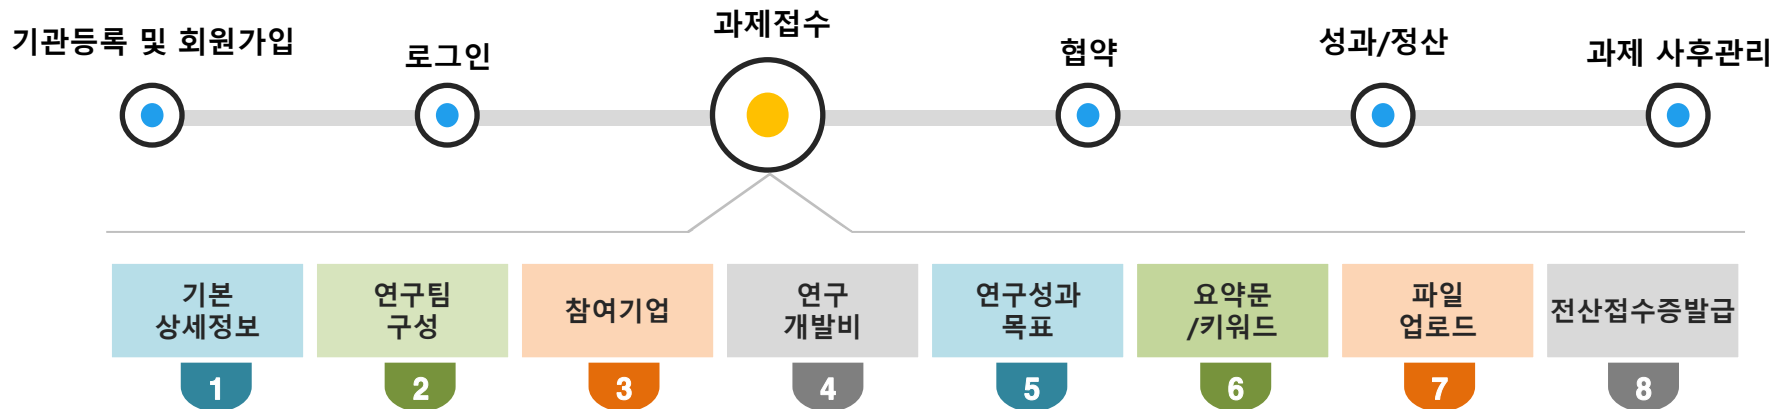 기관등록 및 회원가입
로그인
과제접수
협약
성과/정산
과제 사후관리
기본
상세정보
연구팀
구성
참여기업
연구
개발비
연구성과
목표
요약문
/키워드
파일
업로드
전산접수증발급
1
2
3
4
5
6
7
8